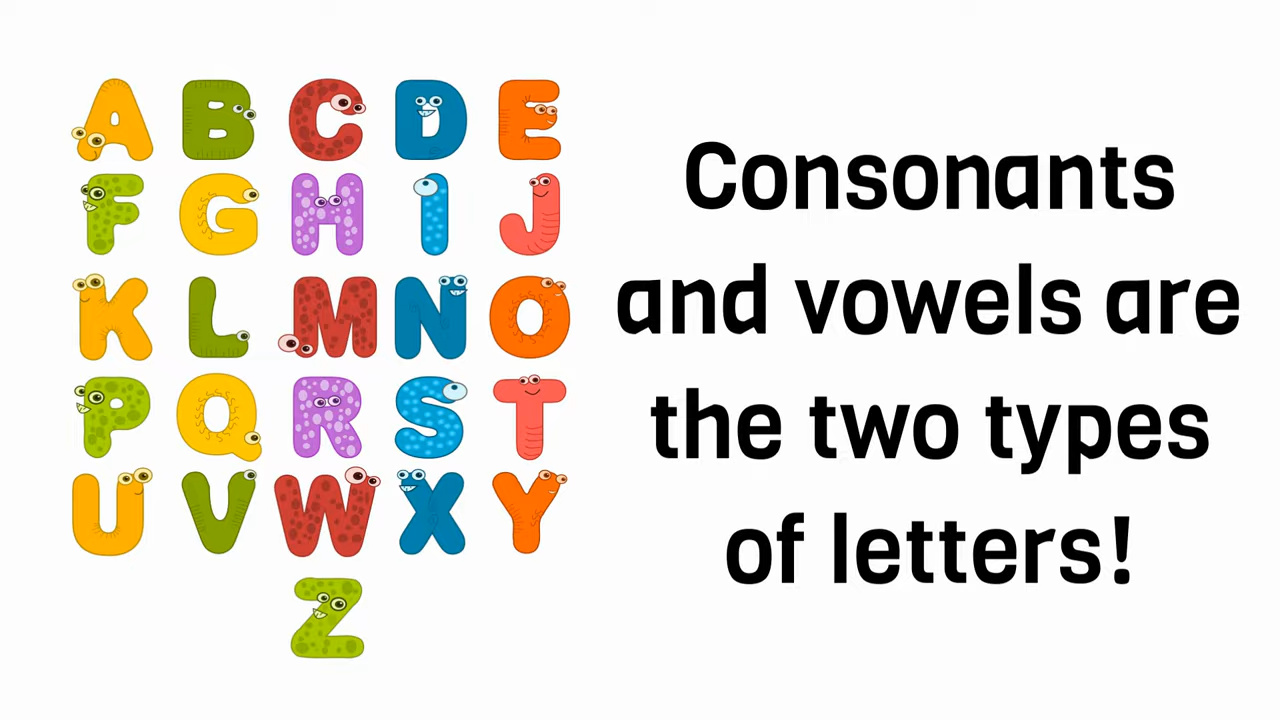 A B C D E
F G H I J
K L M N O
P Q R S T
U V W X Y
Z
Consonants
and vowels are
the two types
of letters!